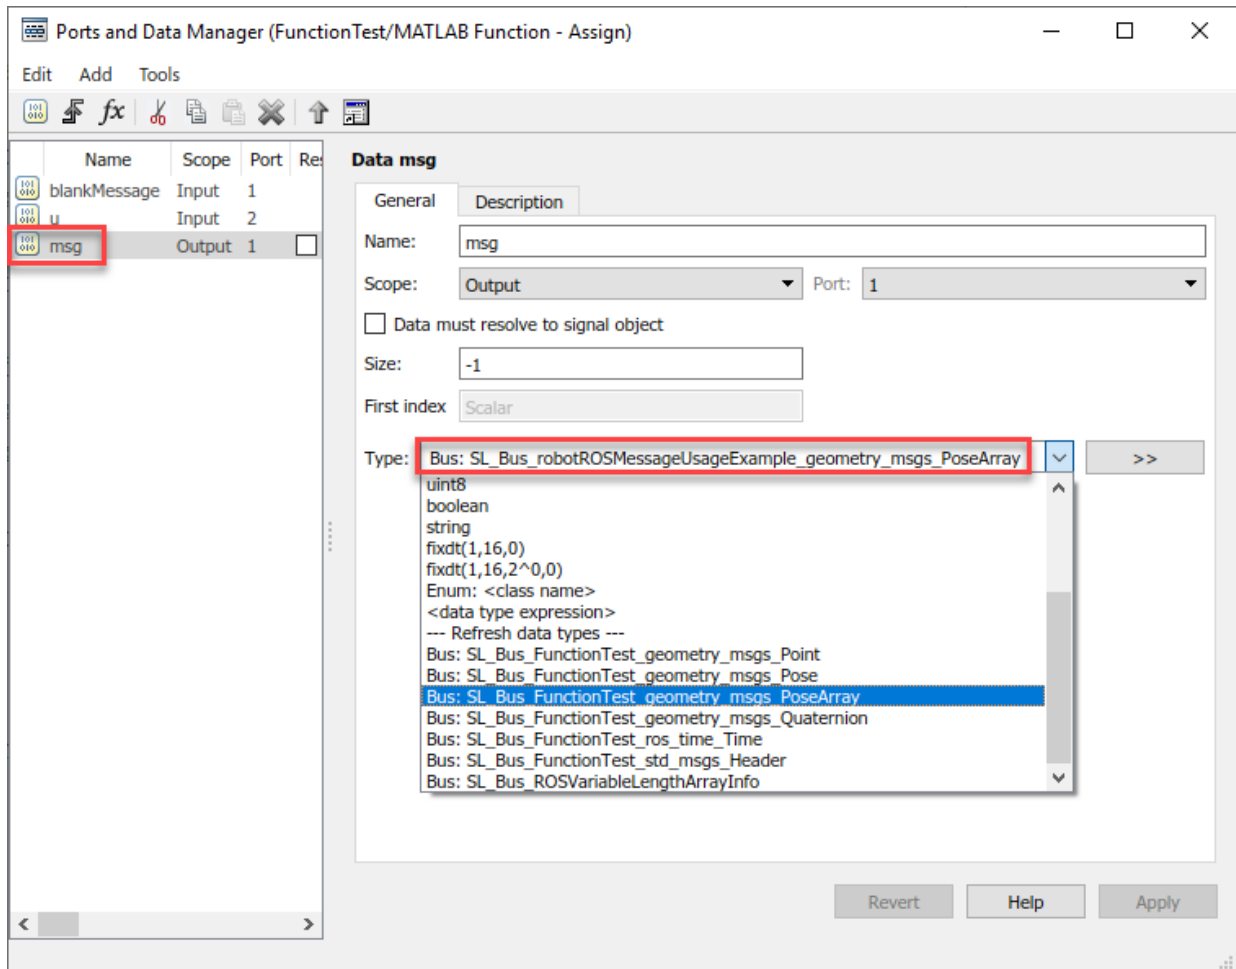 Ports and Data Manager (FunctionTest/MATLAB Function - Assign)
Edit Add Tools
fx
Name Scope Port Res
blankMessage Input 1
u Input 2
msg Output 1
Data msg
General Description
Name: msg
Scope: Output Port: 1
Data must resolve to signal object
Size: -1
First index Scalar
Type: Bus: SL_Bus_robotROSMessageUsageExample_geometry_msgs_PoseArray >>
uint8
boolean
string
fixdt(1,16,0)
fixdt(1,16,2^0,0)
Enum: <class name>
<data type expression>
--- Refresh data types ---
Bus: SL_Bus_FunctionTest_geometry_msgs_Point
Bus: SL_Bus_FunctionTest_geometry_msgs_Pose
Bus: SL_Bus_FunctionTest_geometry_msgs_PoseArray
Bus: SL_Bus_FunctionTest_geometry_msgs_Quaternion
Bus: SL_Bus_FunctionTest_ros_time_Time
Bus: SL_Bus_FunctionTest_std_msgs_Header
Bus: SL_Bus_ROSVariableLengthArrayInfo
Revert Help Apply